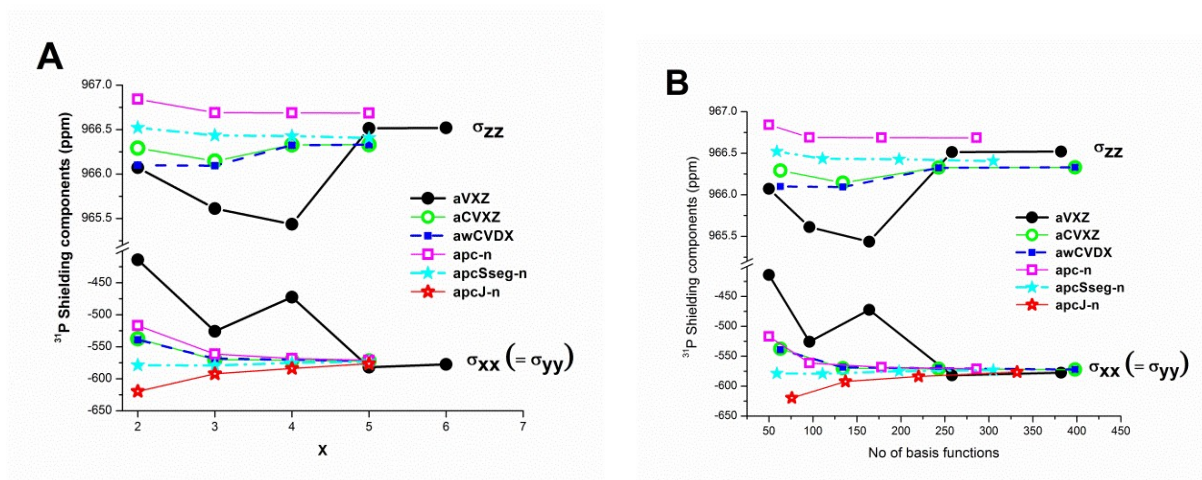 A
967.0
966.5
966.0
965.5
-450
-500
-550
-600
-650
2
3
4
5
6
7
X
³¹P Shielding components (ppm)
σzz
aVXZ
aCVXZ
awCVDX
apc-n
apcSseg-n
apcJ-n
σxx (= σyy)
B
967.0
966.5
966.0
965.5
-450
-500
-550
-600
-650
50
100
150
200
250
300
350
400
450
No of basis functions
³¹P Shielding components (ppm)
σzz
aVXZ
aCVXZ
awCVDX
apc-n
apcSseg-n
apcJ-n
σxx (= σyy)